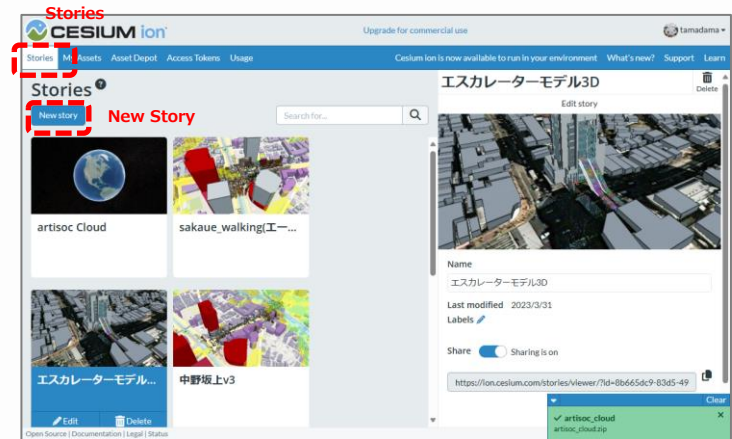 Stories
CESIUM ion
Upgrade for commercial use
tamadama
Stories My Assets Asset Depot Access Tokens Usage
Cesium ion is now available to run in your environment What's new? Support Learn
Stories
New story
New Story
Search for...
artisoc Cloud
sakaue_walking(エー...
エスカレーターモデル...
Edit Delete
中野坂上v3
Open Source | Documentation | Legal | Status
エスカレーターモデル3D
Delete
Edit story
Name
エスカレーターモデル3D
Last modified 2023/3/31
Labels
Share Sharing is on
https://ion.cesium.com/stories/viewer/?id=8b665dc9-83d5-49
Clear
artisoc_cloud
artisoc_cloud.zip